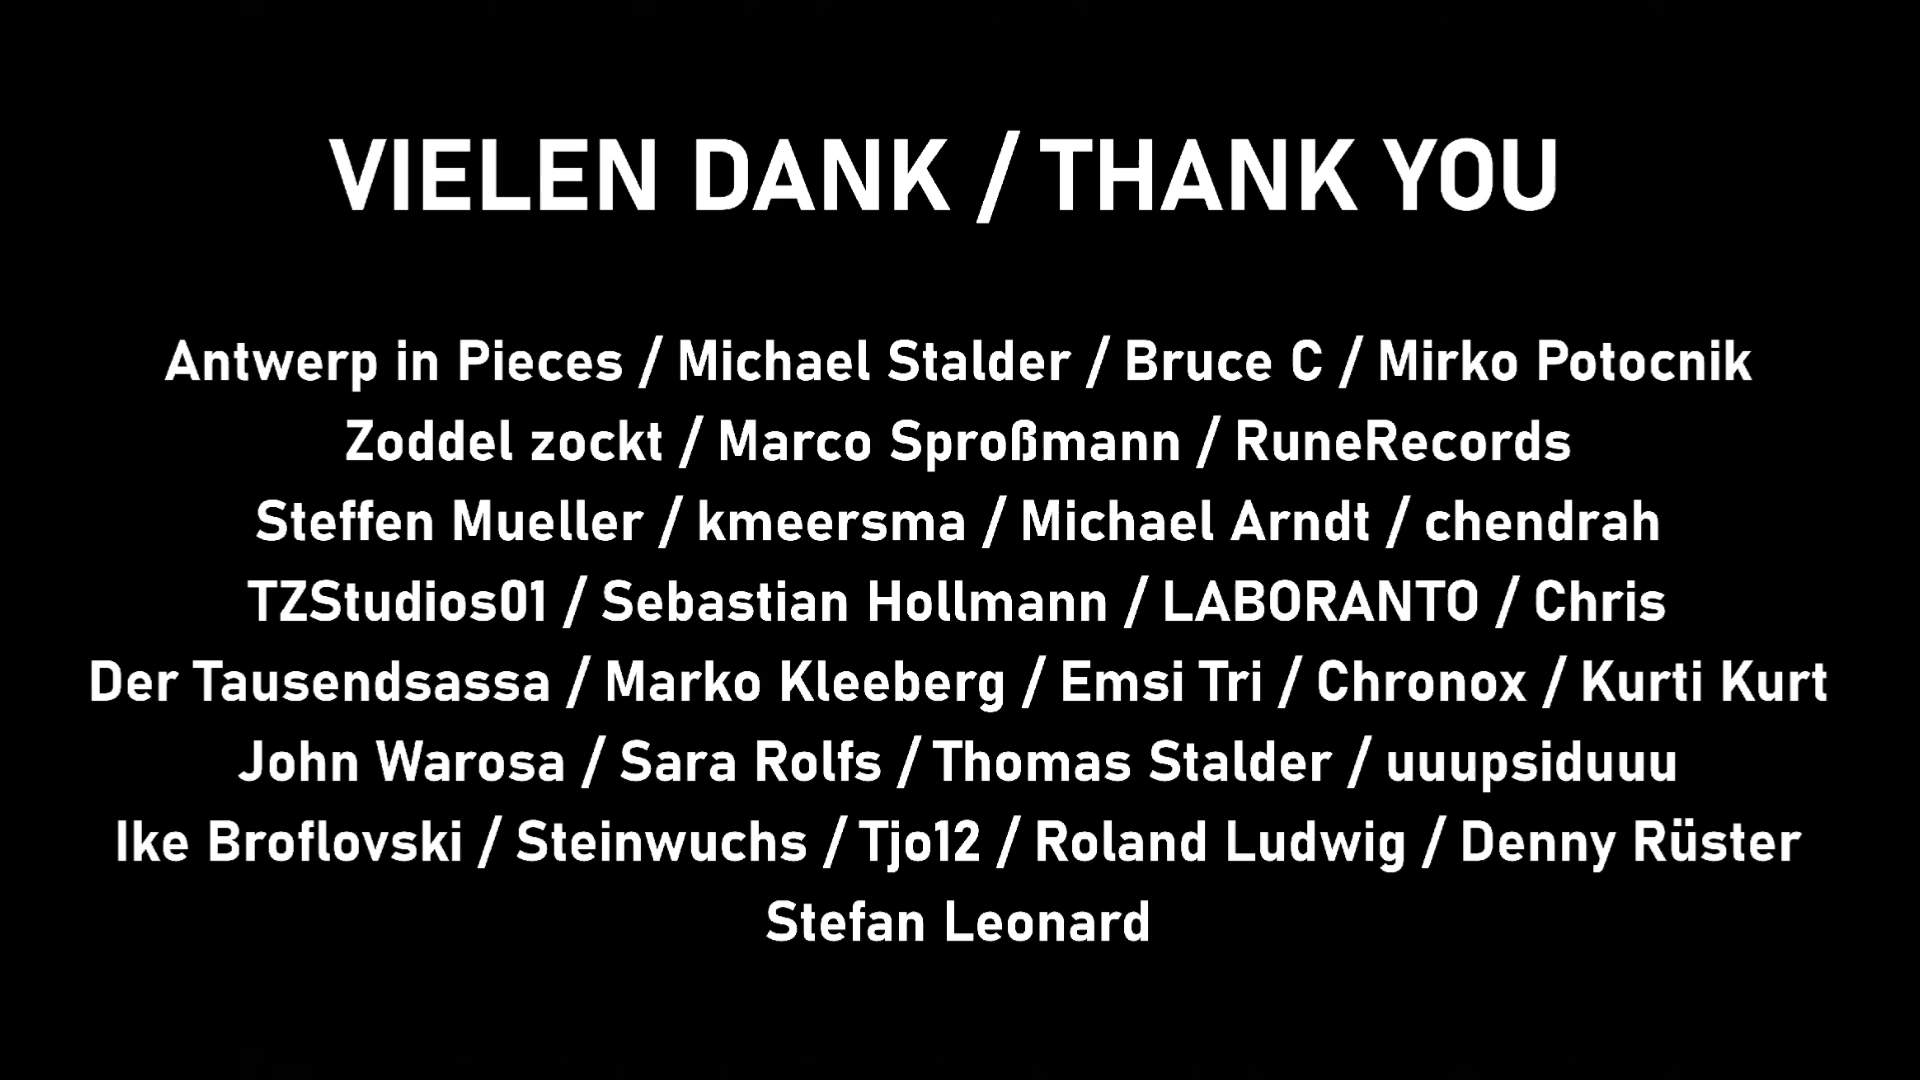 VIELEN DANK / THANK YOU
Antwerp in Pieces / Michael Stalder / Bruce C / Mirko Potocnik
Zoddel zockt / Marco Sproßmann / RuneRecords
Steffen Mueller / kmeersma / Michael Arndt / chendrah
TZStudios01 / Sebastian Hollmann / LABORANTO / Chris
Der Tausendsassa / Marko Kleeberg / Emsi Tri / Chronox / Kurti Kurt
John Warosa / Sara Rolfs / Thomas Stalder / uuupsiduuu
Ike Broflovski / Steinwuchs / Tjo12 / Roland Ludwig / Denny Rüster
Stefan Leonard